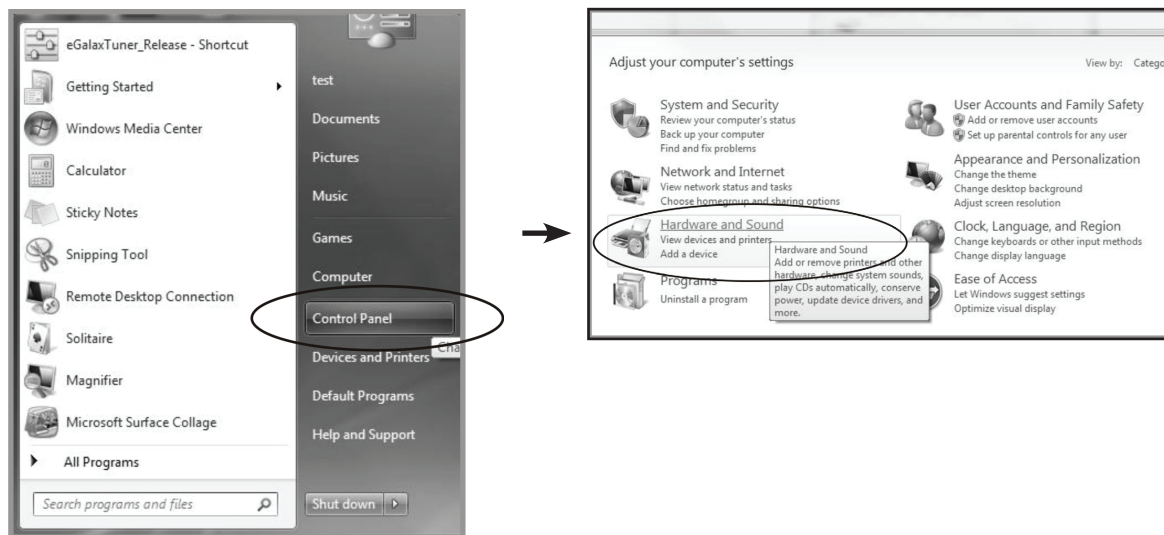 eGalaxTuner_Release - Shortcut
Getting Started
Windows Media Center
Calculator
Sticky Notes
Snipping Tool
Remote Desktop Connection
Solitaire
Magnifier
Microsoft Surface Collage
All Programs
Search programs and files
test
Documents
Pictures
Music
Games
Computer
Control Panel
Cha
Devices and Printers
Default Programs
Help and Support
Shut down
Adjust your computer's settings
View by: Catego
System and Security
Review your computer's status
Back up your computer
Find and fix problems
Network and Internet
View network status and tasks
Choose homegroup and sharing options
Hardware and Sound
View devices and printers
Add a device
Hardware and Sound
Add or remove printers and other
hardware, change system sounds,
play CDs automatically, conserve
power, update device drivers, and
more.
Programs
Uninstall a program
User Accounts and Family Safety
Add or remove user accounts
Set up parental controls for any user
Appearance and Personalization
Change the theme
Change desktop background
Adjust screen resolution
Clock, Language, and Region
Change keyboards or other input methods
Change display language
Ease of Access
Let Windows suggest settings
Optimize visual display